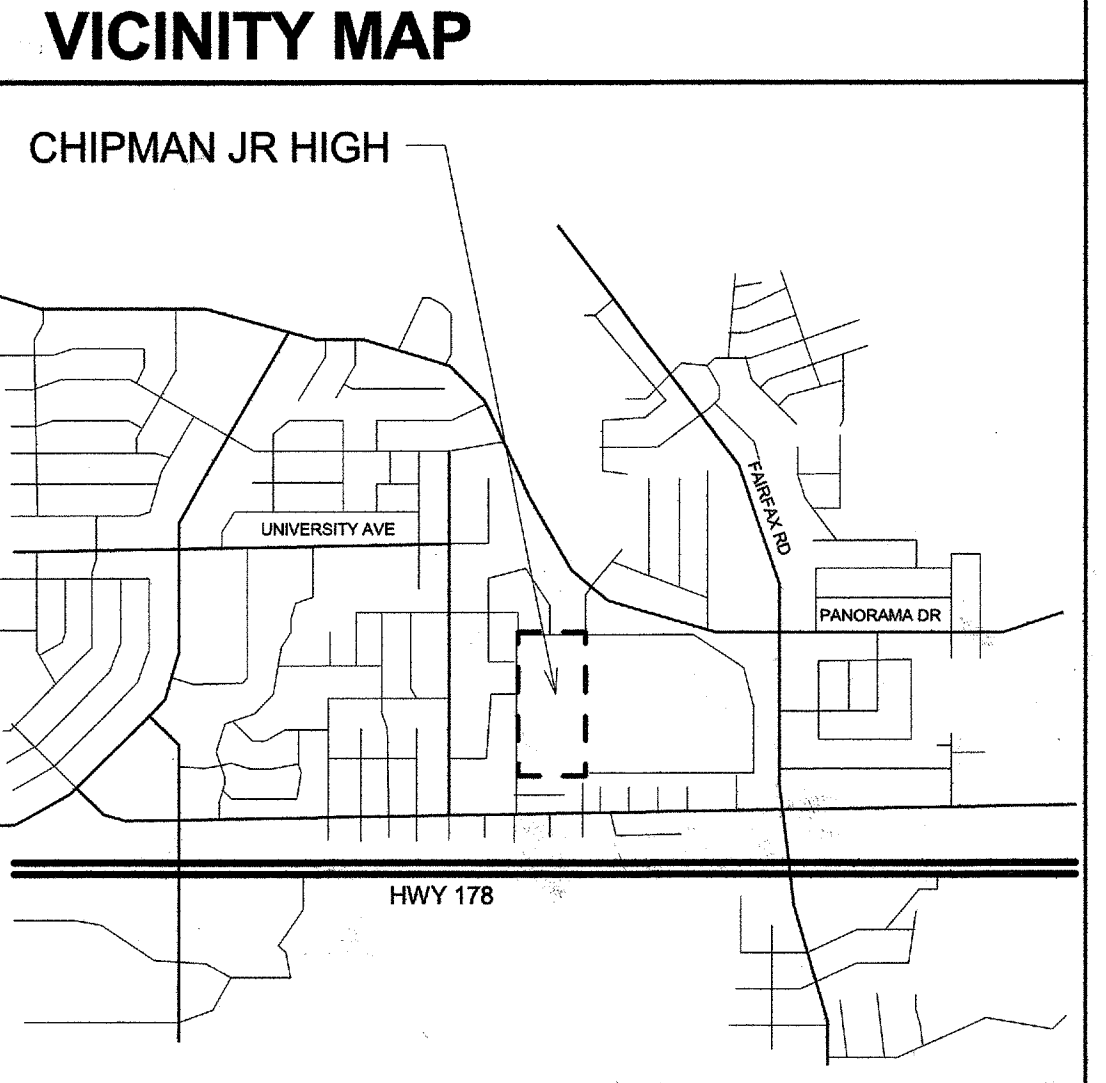 VICINITY MAP
CHIPMAN JR HIGH
FAIRFAX RD
UNIVERSITY AVE
PANORAMA DR
HWY 178